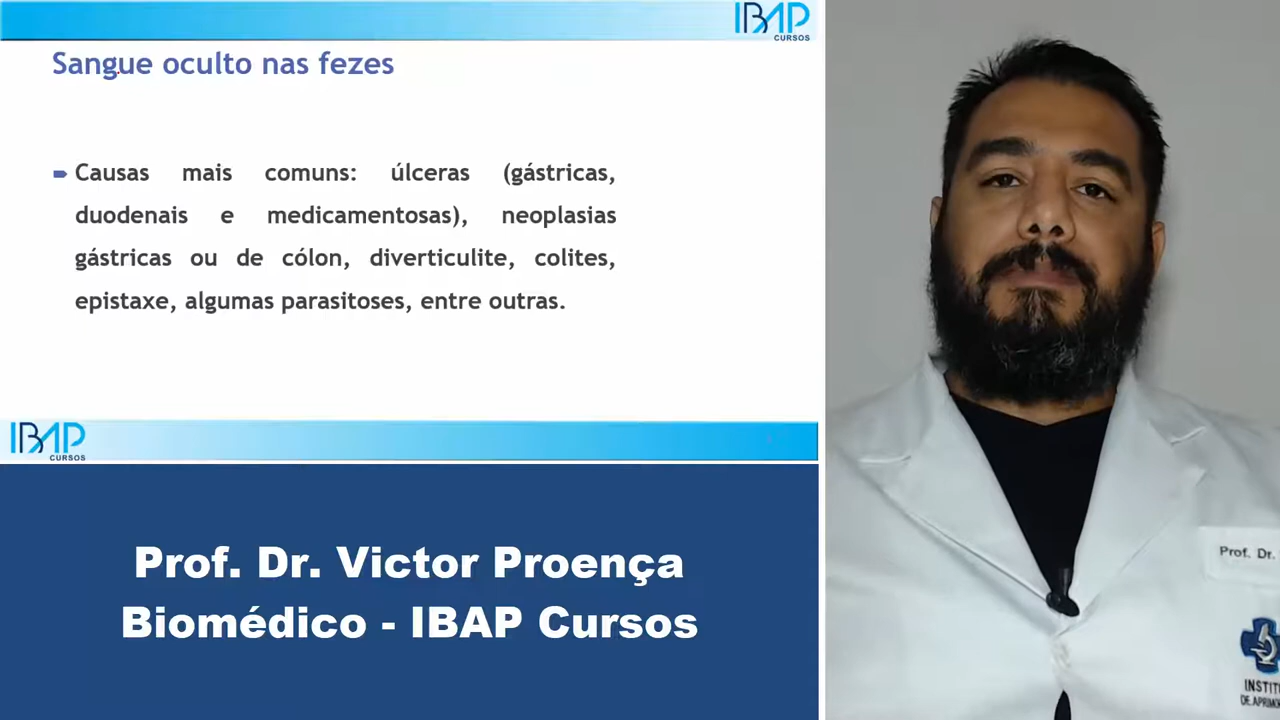 IBAP
CURSOS
Sangue oculto nas fezes
Causas mais comuns: úlceras (gástricas,
duodenais e medicamentosas), neoplasias
gástricas ou de cólon, diverticulite, colites,
epistaxe, algumas parasitoses, entre outras.
IBAP
CURSOS
Prof. Dr. Victor Proença
Biomédico - IBAP Cursos
Prof. Dr.